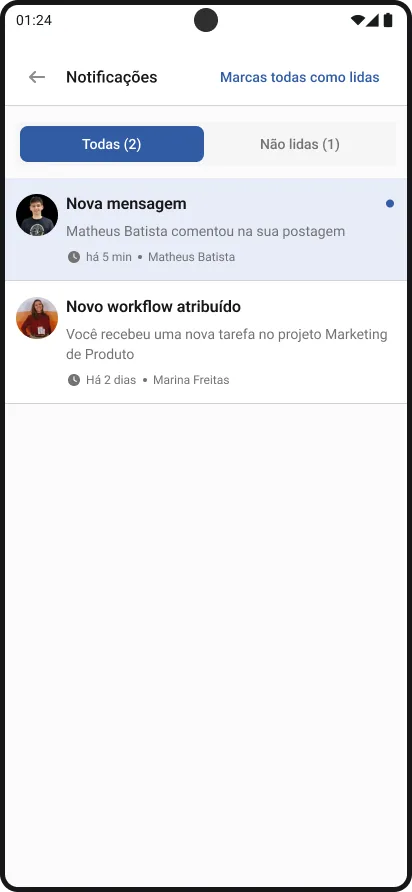 01:24
Notificações
Marcas todas como lidas
Todas (2)
Não lidas (1)
Nova mensagem
Matheus Batista comentou na sua postagem
há 5 min • Matheus Batista
Novo workflow atribuído
Você recebeu uma nova tarefa no projeto Marketing
de Produto
Há 2 dias • Marina Freitas